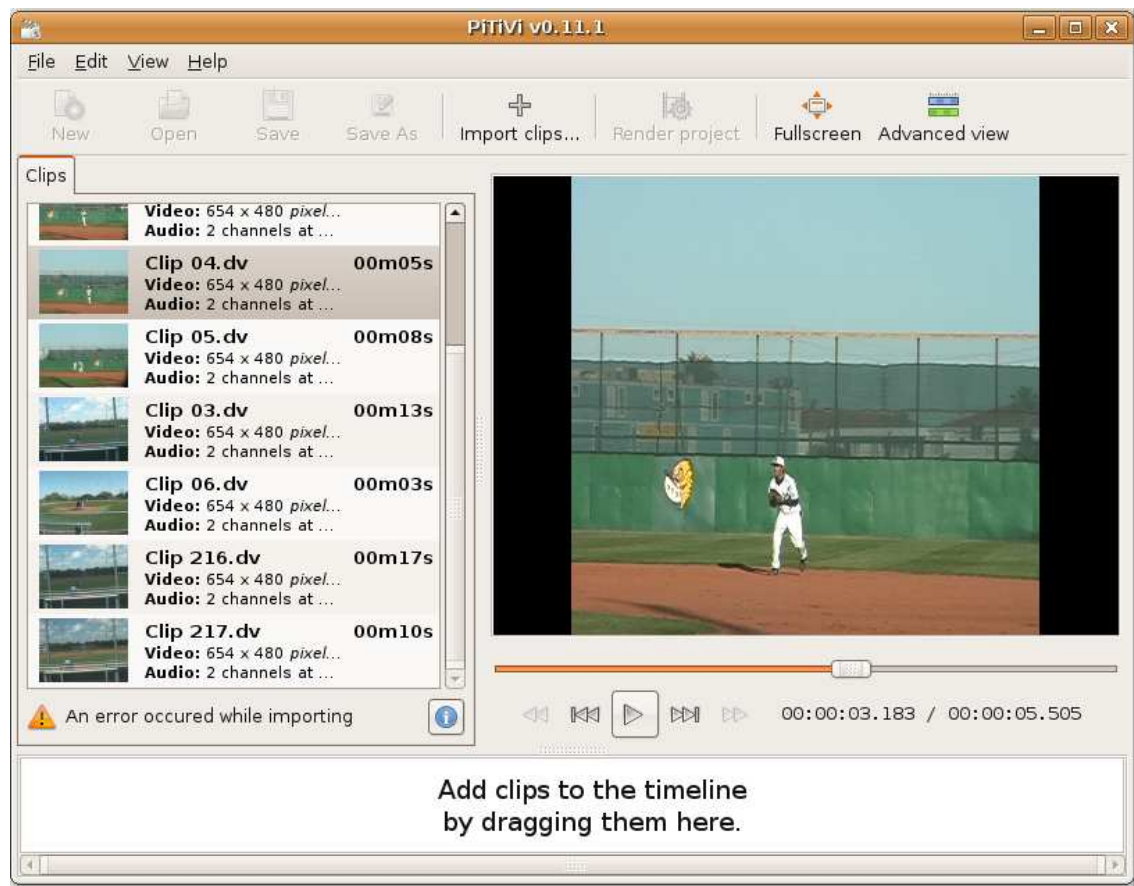 PiTiVi v0.11.1
File Edit View Help
New Open Save Save As Import clips... Render project Fullscreen Advanced view
Clips
Video: 654 x 480 pixel...
Audio: 2 channels at ...
Clip 04.dv 00m05s
Video: 654 x 480 pixel...
Audio: 2 channels at ...
Clip 05.dv 00m08s
Video: 654 x 480 pixel...
Audio: 2 channels at ...
Clip 03.dv 00m13s
Video: 654 x 480 pixel...
Audio: 2 channels at ...
Clip 06.dv 00m03s
Video: 654 x 480 pixel...
Audio: 2 channels at ...
Clip 216.dv 00m17s
Video: 654 x 480 pixel...
Audio: 2 channels at ...
Clip 217.dv 00m10s
Video: 654 x 480 pixel...
Audio: 2 channels at ...
An error occured while importing
00:00:03.183 / 00:00:05.505
Add clips to the timeline
by dragging them here.